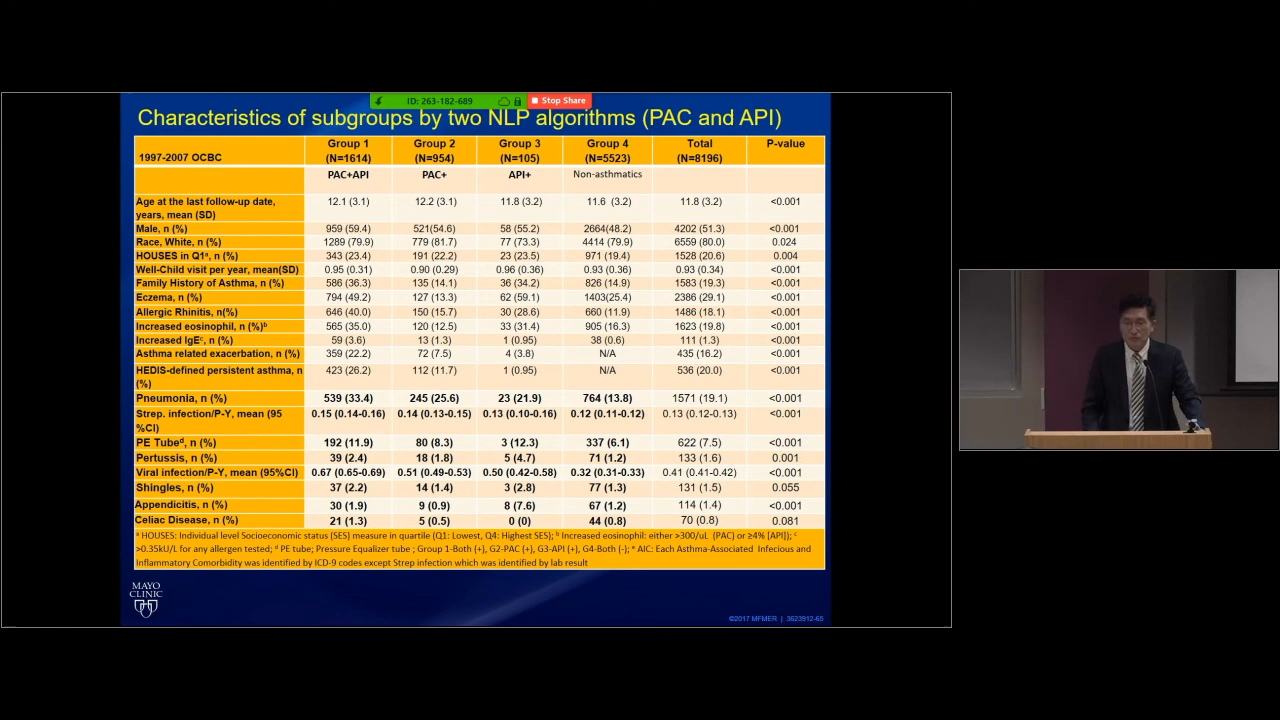 ID: 263-182-689 Stop Share
Characteristics of subgroups by two NLP algorithms (PAC and API)
1997-2007 OCBC Group 1 (N=1614) Group 2 (N=954) Group 3 (N=105) Group 4 (N=5523) Total (N=8196) P-value
PAC+API PAC+ API+ Non-asthmatics
Age at the last follow-up date, years, mean (SD) 12.1 (3.1) 12.2 (3.1) 11.8 (3.2) 11.6 (3.2) 11.8 (3.2) <0.001
Male, n (%) 959 (59.4) 521(54.6) 58 (55.2) 2664(48.2) 4202 (51.3) <0.001
Race, White, n (%) 1289 (79.9) 779 (81.7) 77 (73.3) 4414 (79.9) 6559 (80.0) 0.024
HOUSES in Q1ª, n (%) 343 (23.4) 191 (22.2) 23 (23.5) 971 (19.4) 1528 (20.6) 0.004
Well-Child visit per year, mean(SD) 0.95 (0.31) 0.90 (0.29) 0.96 (0.36) 0.93 (0.36) 0.93 (0.34) <0.001
Family History of Asthma, n (%) 586 (36.3) 135 (14.1) 36 (34.2) 826 (14.9) 1583 (19.3) <0.001
Eczema, n (%) 794 (49.2) 127 (13.3) 62 (59.1) 1403(25.4) 2386 (29.1) <0.001
Allergic Rhinitis, n(%) 646 (40.0) 150 (15.7) 30 (28.6) 660 (11.9) 1486 (18.1) <0.001
Increased eosinophil, n (%)ᵇ 565 (35.0) 120 (12.5) 33 (31.4) 905 (16.3) 1623 (19.8) <0.001
Increased IgEᶜ, n (%) 59 (3.6) 13 (1.3) 1 (0.95) 38 (0.6) 111 (1.3) <0.001
Asthma related exacerbation, n (%) 359 (22.2) 72 (7.5) 4 (3.8) N/A 435 (16.2) <0.001
HEDIS-defined persistent asthma, n (%) 423 (26.2) 112 (11.7) 1 (0.95) N/A 536 (20.0) <0.001
Pneumonia, n (%) 539 (33.4) 245 (25.6) 23 (21.9) 764 (13.8) 1571 (19.1) <0.001
Strep. infection/P-Y, mean (95 %CI) 0.15 (0.14-0.16) 0.14 (0.13-0.15) 0.13 (0.10-0.16) 0.12 (0.11-0.12) 0.13 (0.12-0.13) <0.001
PE Tubeᵈ, n (%) 192 (11.9) 80 (8.3) 3 (12.3) 337 (6.1) 622 (7.5) <0.001
Pertussis, n (%) 39 (2.4) 18 (1.8) 5 (4.7) 71 (1.2) 133 (1.6) 0.001
Viral infection/P-Y, mean (95%CI) 0.67 (0.65-0.69) 0.51 (0.49-0.53) 0.50 (0.42-0.58) 0.32 (0.31-0.33) 0.41 (0.41-0.42) <0.001
Shingles, n (%) 37 (2.2) 14 (1.4) 3 (2.8) 77 (1.3) 131 (1.5) 0.055
Appendicitis, n (%) 30 (1.9) 9 (0.9) 8 (7.6) 67 (1.2) 114 (1.4) <0.001
Celiac Disease, n (%) 21 (1.3) 5 (0.5) 0 (0) 44 (0.8) 70 (0.8) 0.081
ª HOUSES: Individual level Socioeconomic status (SES) measure in quartile (Q1: Lowest, Q4: Highest SES); ᵇ Increased eosinophil: either >300/uL (PAC) or ≥4% [API]); ᶜ
>0.35kU/L for any allergen tested; ᵈ PE tube; Pressure Equalizer tube ; Group 1-Both (+), G2-PAC (+), G3-API (+), G4-Both (-); ᵉ AIC: Each Asthma-Associated Infecious and
Inflammatory Comorbidity was identified by ICD-9 codes except Strep infection which was identified by lab result
MAYO
CLINIC
©2017 MFMER | 3623912-65